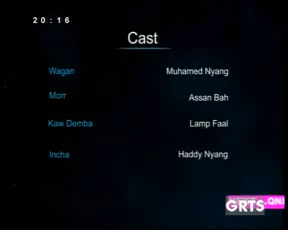 20:16
Cast
Wagan Muhamed Nyang
Morr Assan Bah
Kaw Demba Lamp Faal
Incha Haddy Nyang
GRTS